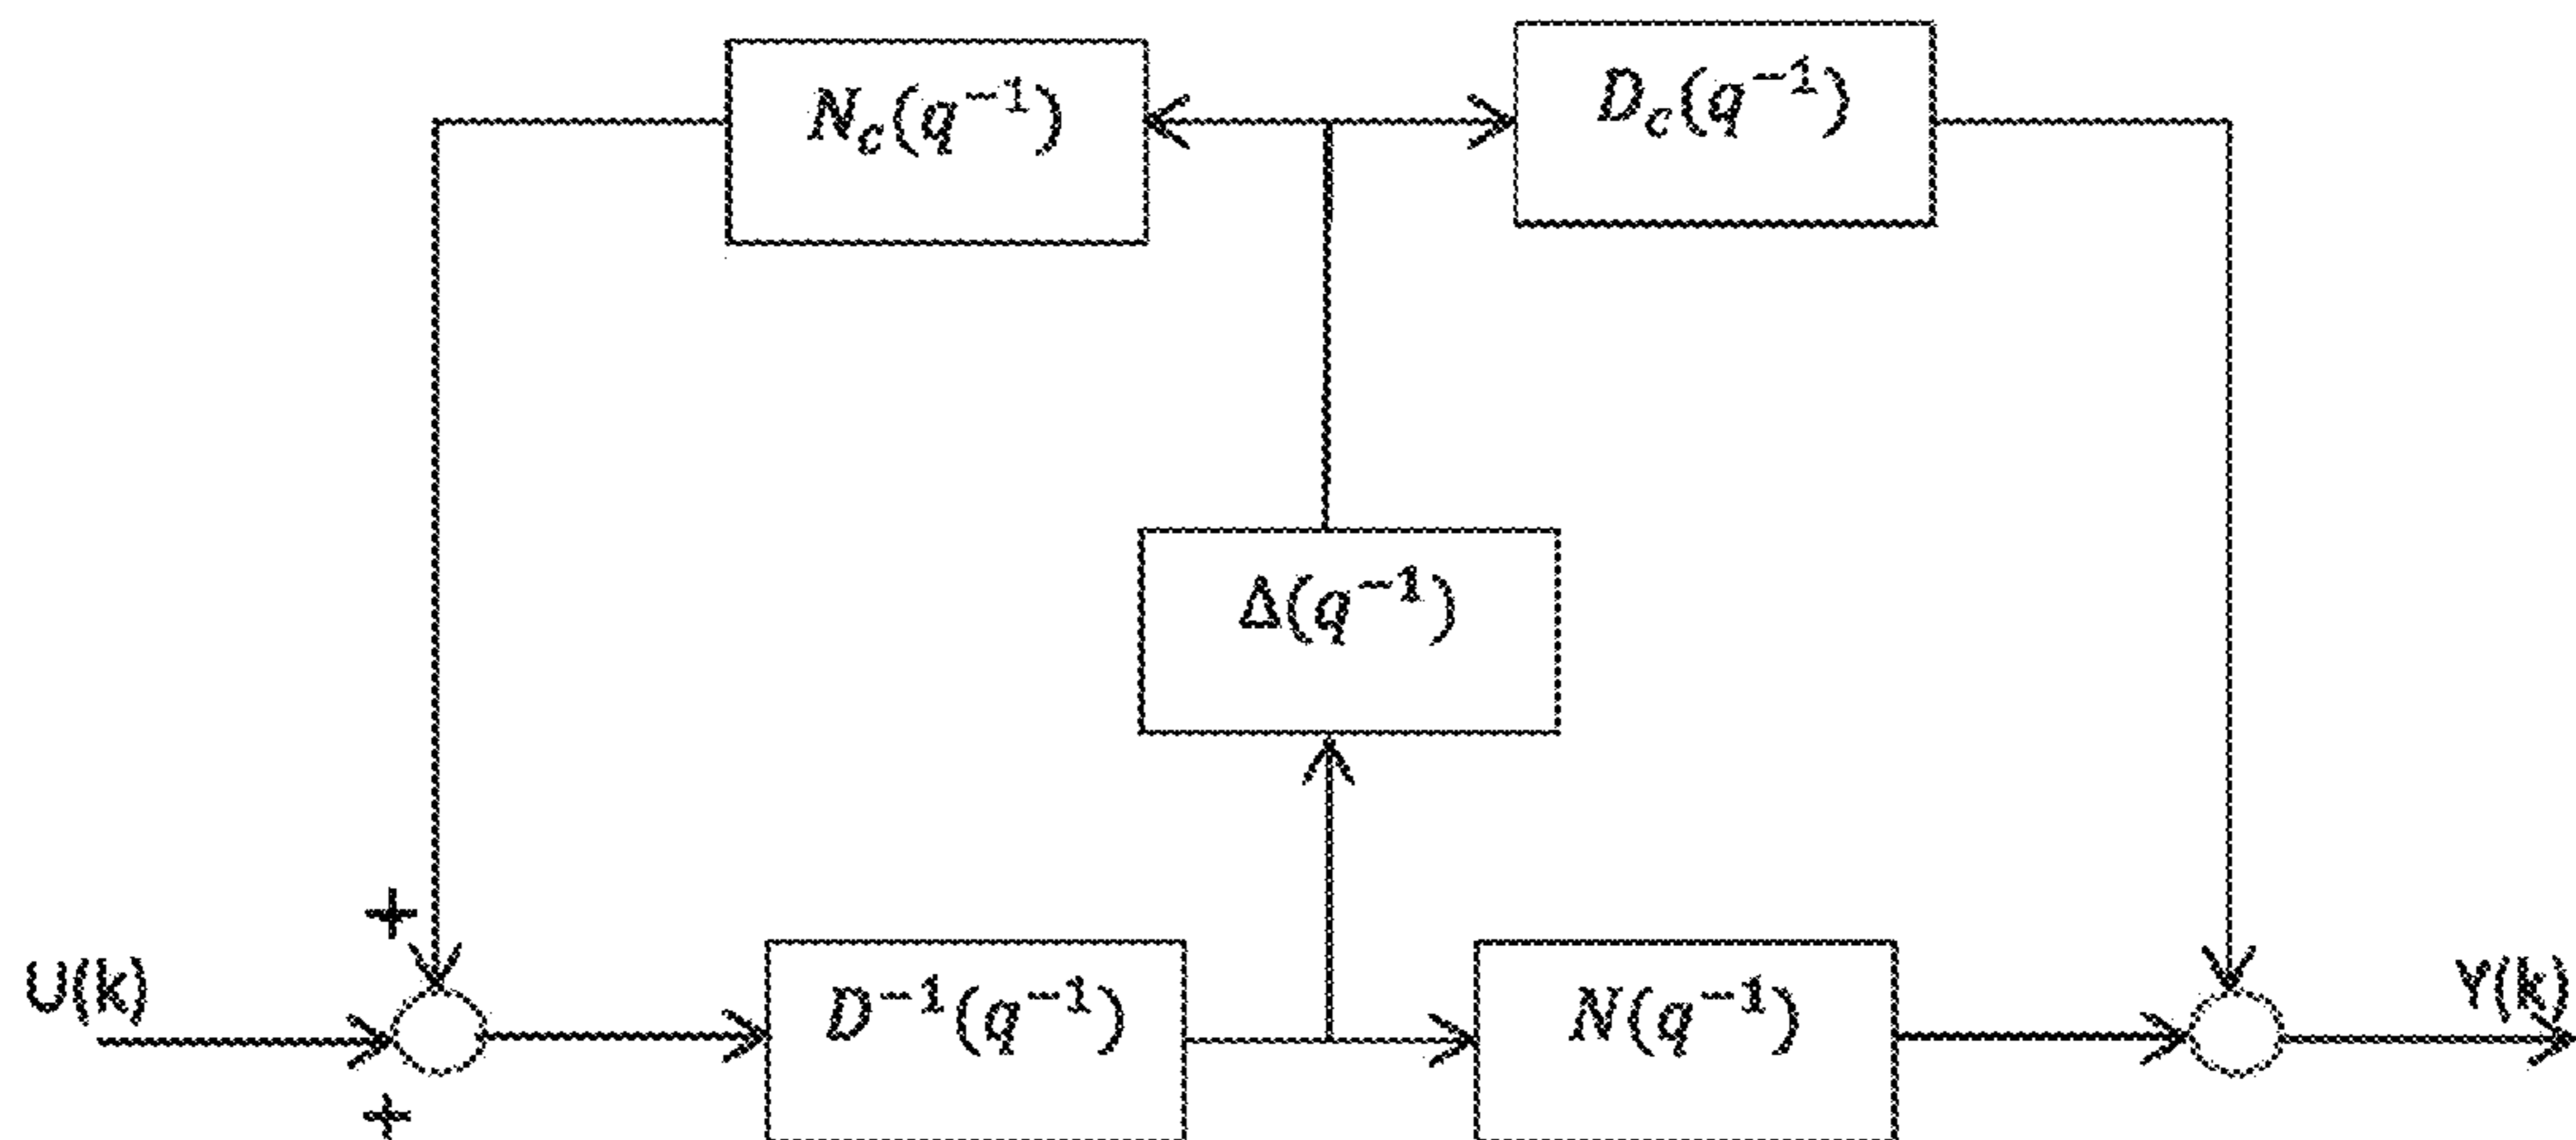 N_c(q^{-1})
D_c(q^{-1})
Δ(q^{-1})
+
U(k)
D^{-1}(q^{-1})
N(q^{-1})
Y(k)
+